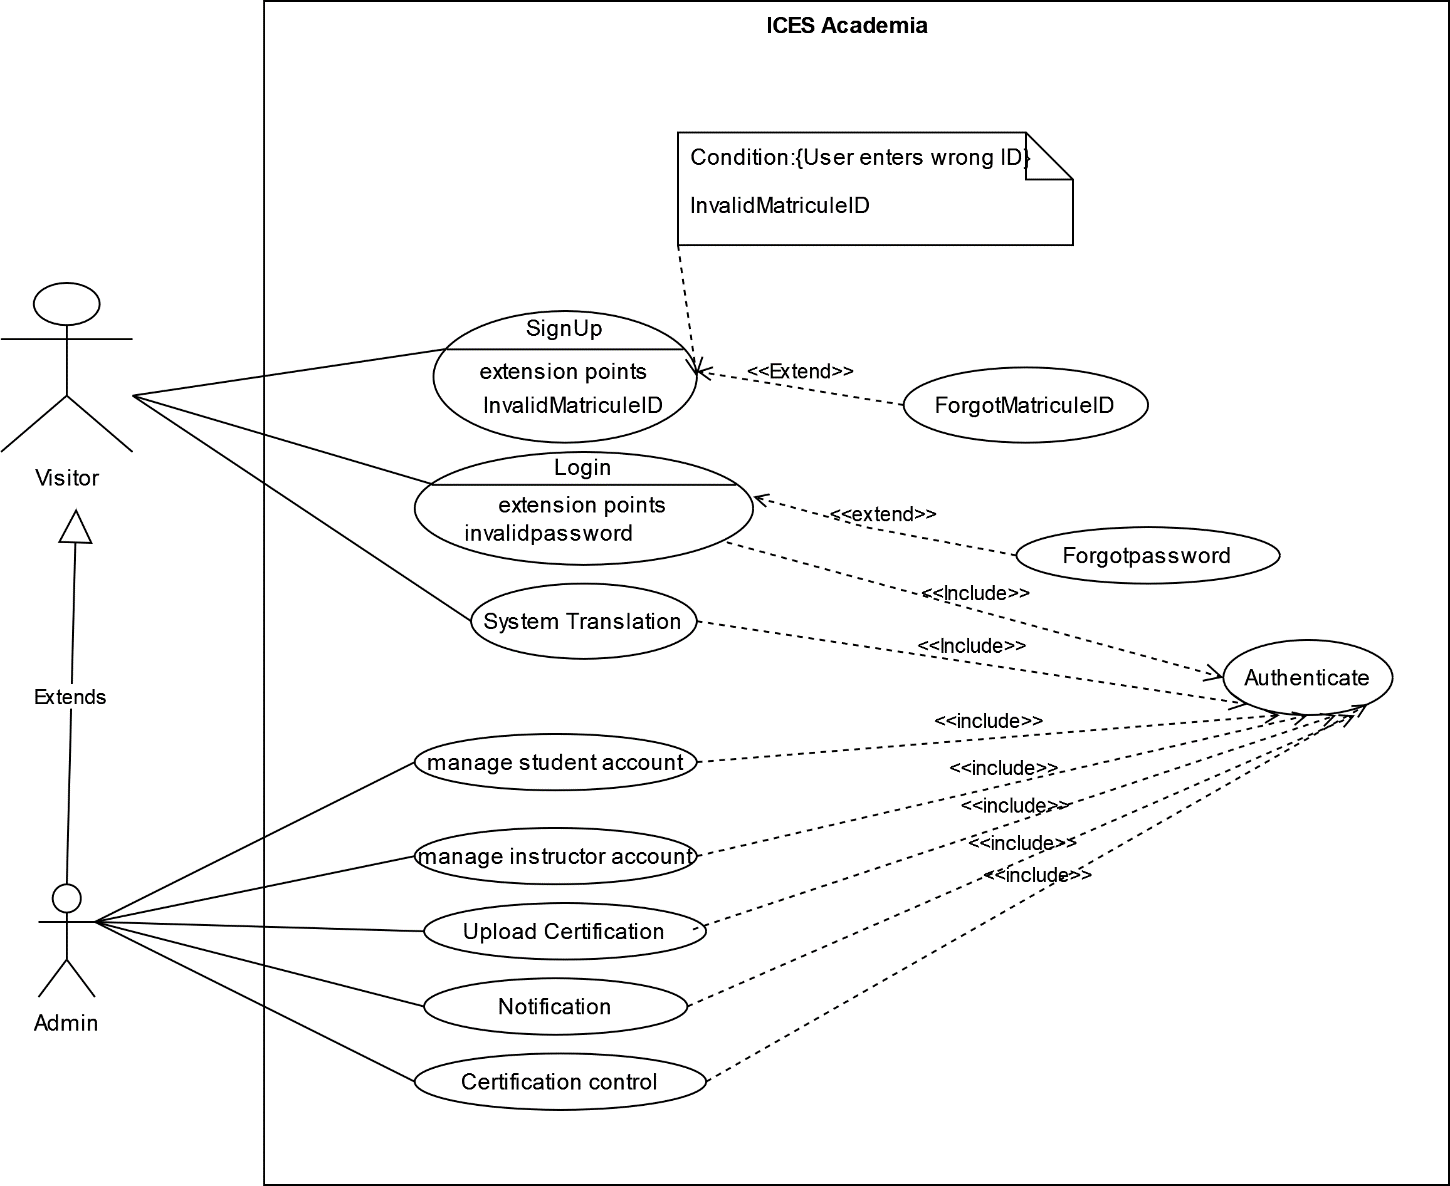 ICES Academia
Condition:{User enters wrong ID}
InvalidMatriculeID
SignUp
extension points
InvalidMatriculeID
<<Extend>>
ForgotMatriculeID
Visitor
Login
extension points
invalidpassword
<<extend>>
Forgotpassword
<<Include>>
System Translation
<<Include>>
Authenticate
Extends
<<include>>
manage student account
<<include>>
<<include>>
manage instructor account
<<include>>
<<include>>
Upload Certification
Notification
Admin
Certification control